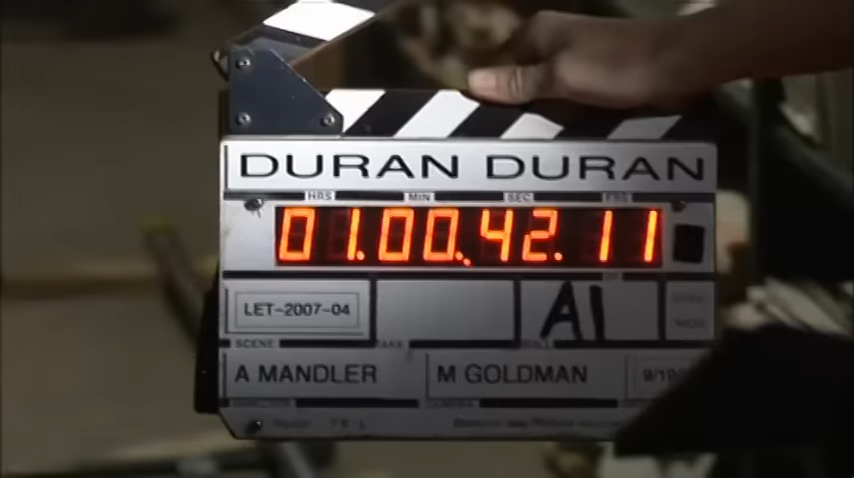 DURAN DURAN
HRS MIN SEC FRS
01.00.42.11
LET-2007-04 A1
SCENE TAKE ROLL
A MANDLER M GOLDMAN